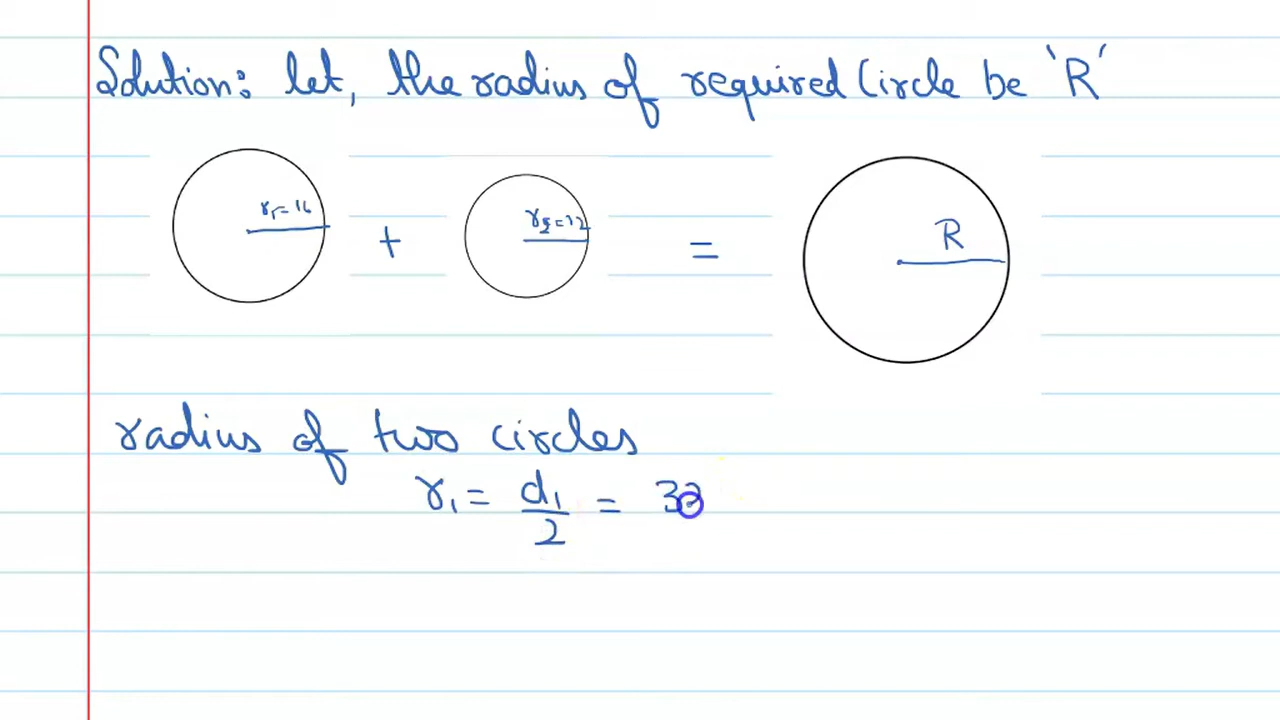 Solution: let, the radius of required Circle be 'R'
r₁=16
+
r₂=12
=
R
radius of two circles
r₁ = d₁/2 = 32